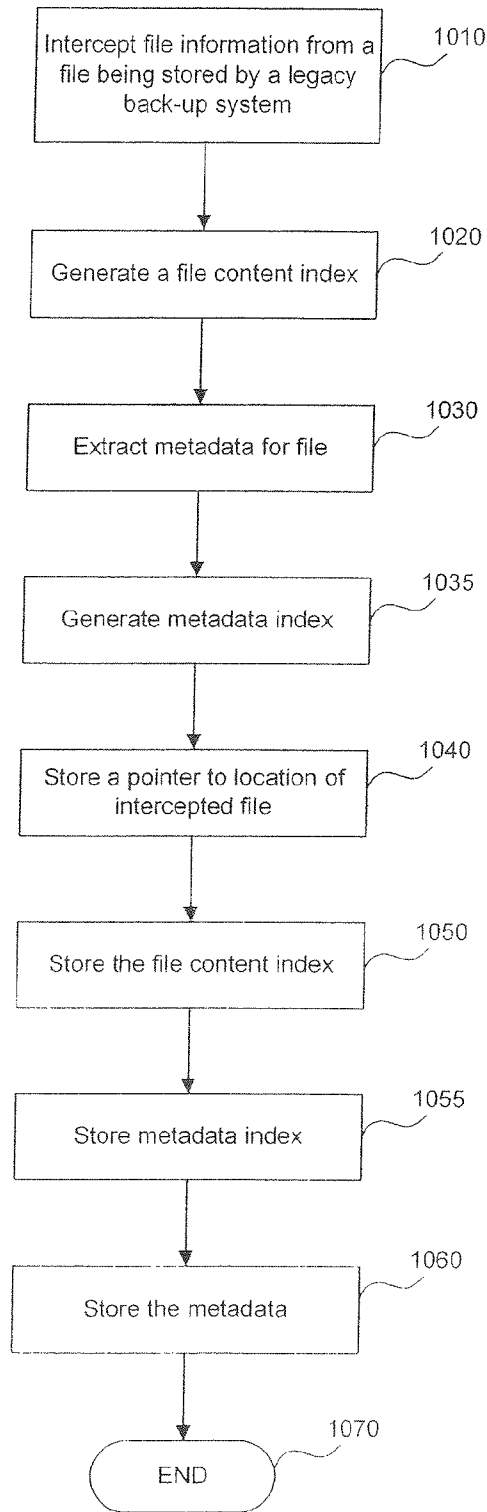 Intercept file information from a
file being stored by a legacy
back-up system
1010
1020
Generate a file content index
1030
Extract metadata for file
1035
Generate metadata index
1040
Store a pointer to location of
intercepted file
1050
Store the file content index
1055
Store metadata index
1060
Store the metadata
1070
END